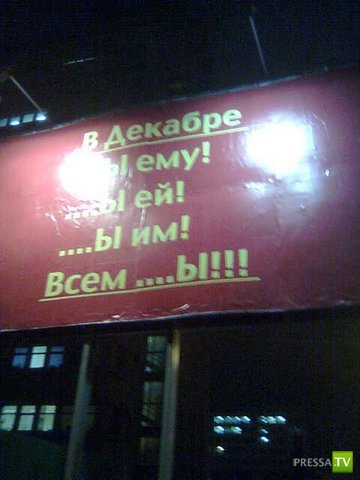 В Декабре
....Ы ему!
....Ы ей!
....Ы им!
Всем ....Ы!!!
PRESSA.TV